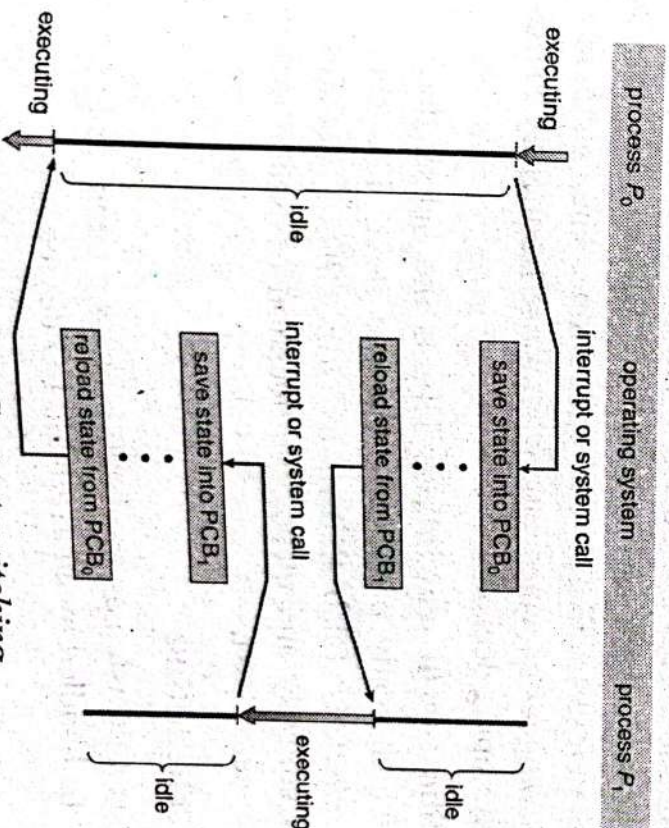 process P₀ operating system process P₁
interrupt or system call
executing
save state into PCB₀
idle
reload state from PCB₁
idle
interrupt or system call
executing
save state into PCB₁
idle
reload state from PCB₀
executing